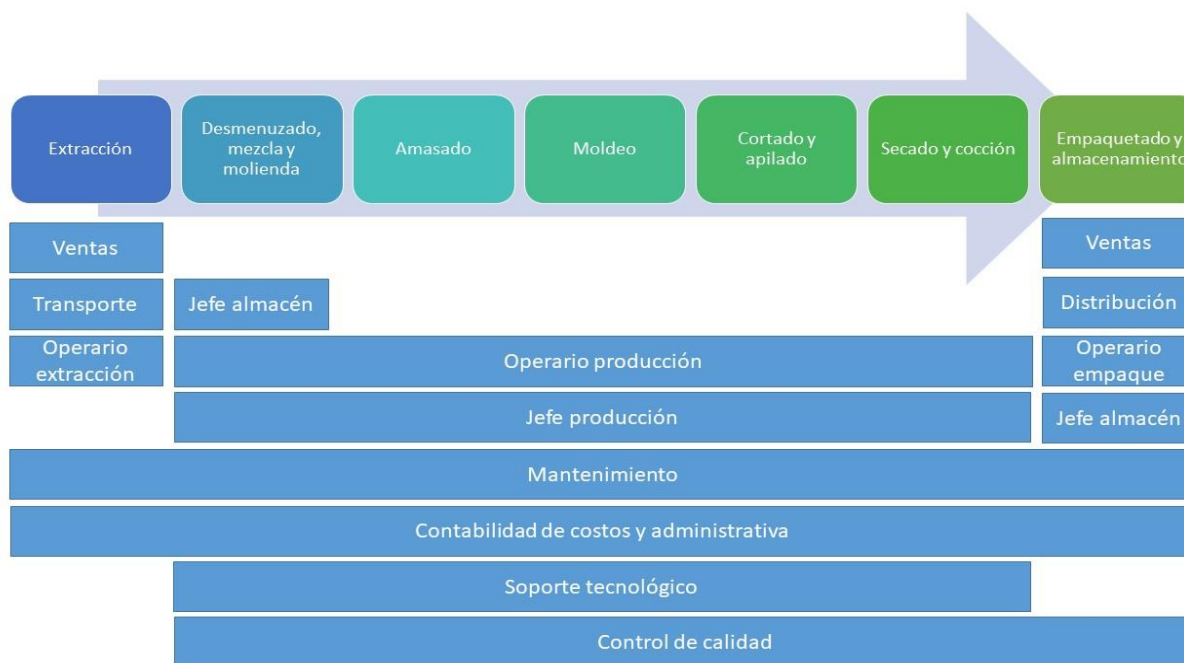 Extracción
Desmenuzado,
mezcla y
molienda
Amasado
Moldeo
Cortado y
apilado
Secado y cocción
Empaquetado y
almacenamiento
Ventas
Ventas
Transporte
Jefe almacén
Distribución
Operario
extracción
Operario producción
Operario
empaque
Jefe producción
Jefe almacén
Mantenimiento
Contabilidad de costos y administrativa
Soporte tecnológico
Control de calidad